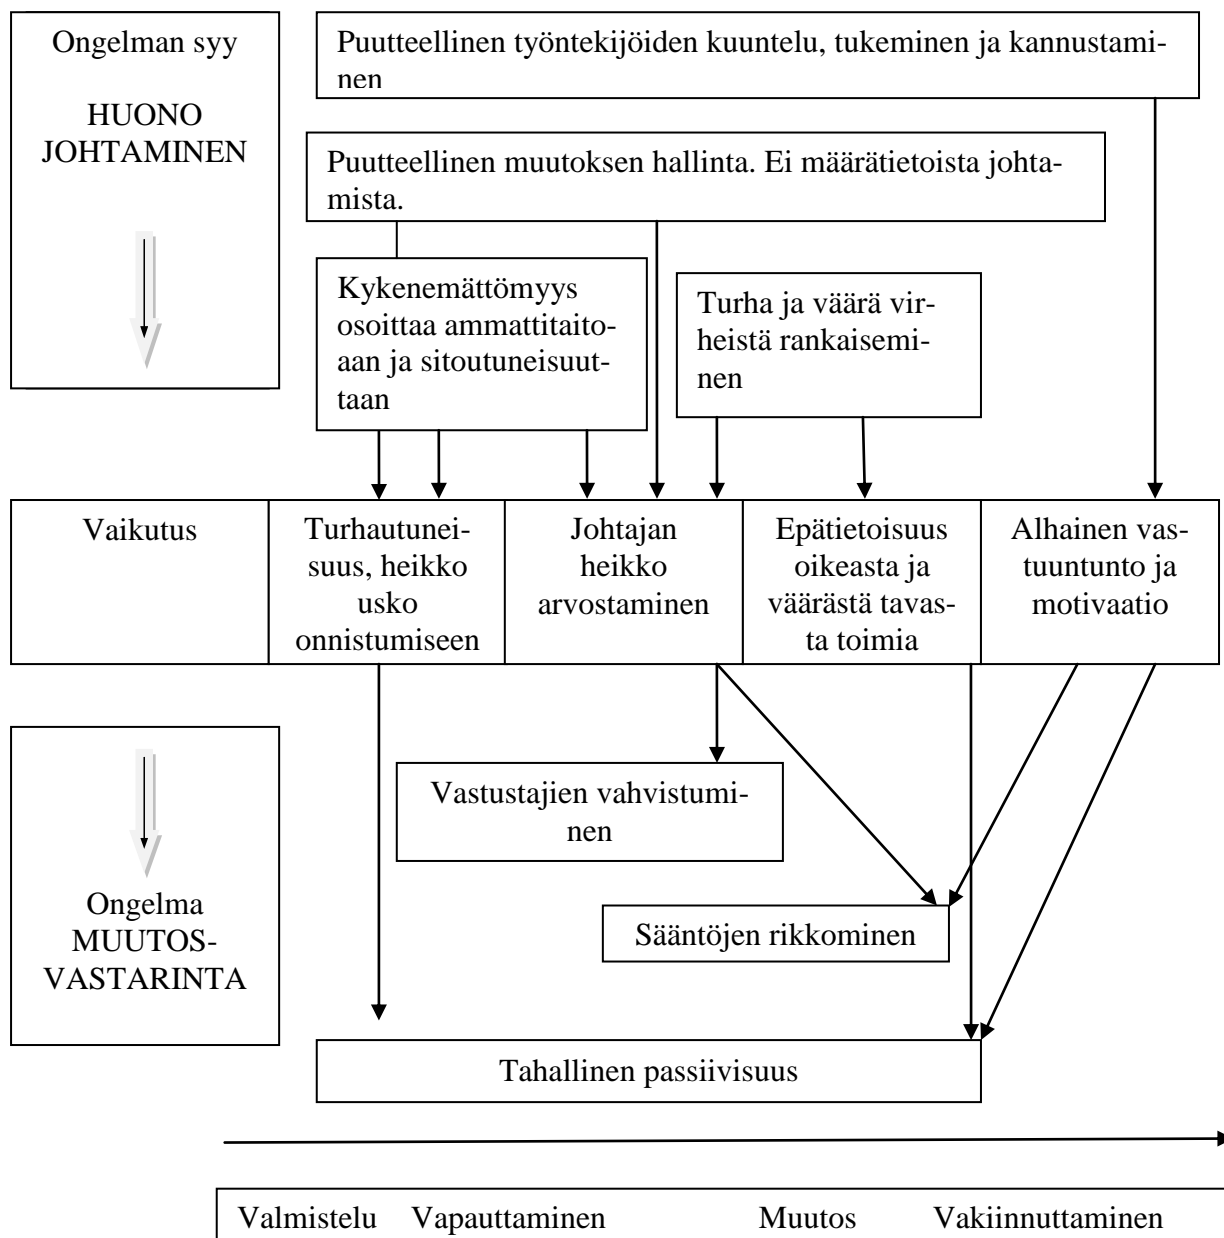 Ongelman syy
HUONO
JOHTAMINEN
Puutteellinen työntekijöiden kuuntelu, tukeminen ja kannustami-
nen
Puutteellinen muutoksen hallinta. Ei määrätietoista johta-
mista.
Kykenemättömyys
osoittaa ammattitaito-
aan ja sitoutuneisuut-
taan
Turha ja väärä vir-
heistä rankaisemi-
nen
Vaikutus
Turhautunei-
suus, heikko
usko
onnistumiseen
Johtajan
heikko
arvostaminen
Epätietoisuus
oikeasta ja
väärästä tavas-
ta toimia
Alhainen vas-
tuuntunto ja
motivaatio
Vastustajien vahvistumi-
nen
Ongelma
MUUTOS-
VASTARINTA
Sääntöjen rikkominen
Tahallinen passiivisuus
Valmistelu Vapauttaminen Muutos Vakiinnuttaminen